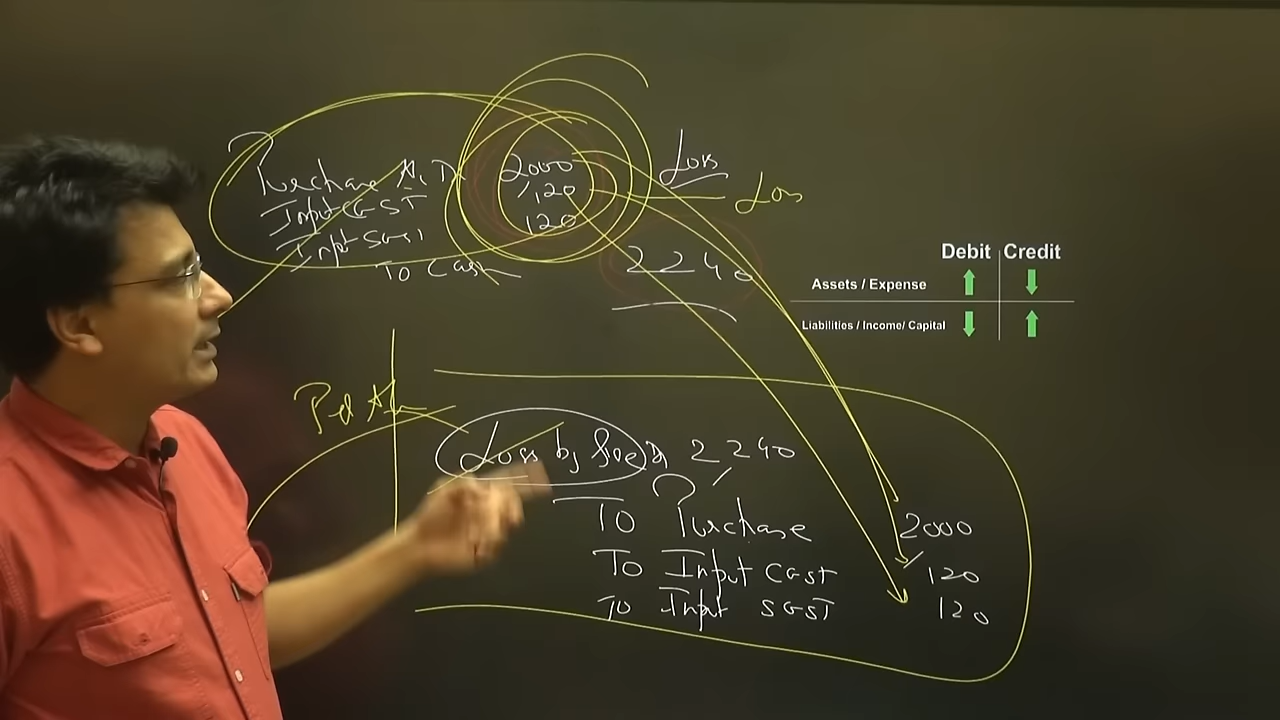 Purchase A/c Dr 2000 Loss
Input CGST 120 Loss
Input SGST 120
To Cash 2240
Debit Credit
Assets / Expense
Liabilities / Income/ Capital
Loss by fire Dr 2240
To Purchase 2000
To Input CGST 120
To Input SGST 120